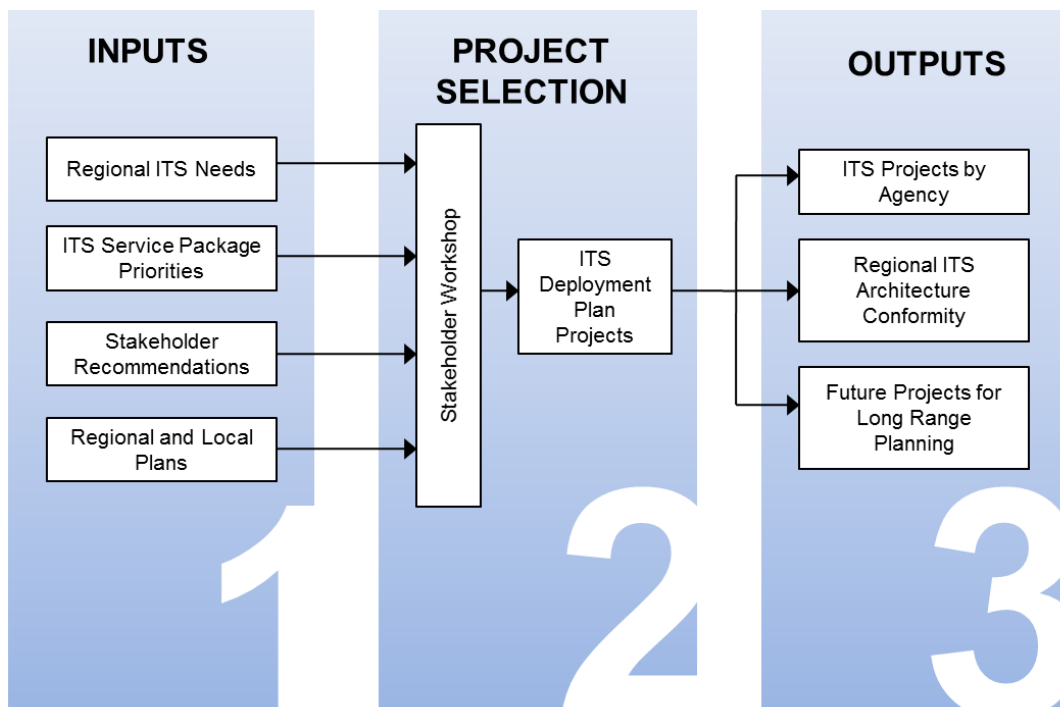 INPUTS
Regional ITS Needs
ITS Service Package
Priorities
Stakeholder
Recommendations
Regional and Local
Plans
1
PROJECT
SELECTION
Stakeholder Workshop
ITS
Deployment
Plan
Projects
2
OUTPUTS
ITS Projects by
Agency
Regional ITS
Architecture
Conformity
Future Projects for
Long Range
Planning
3